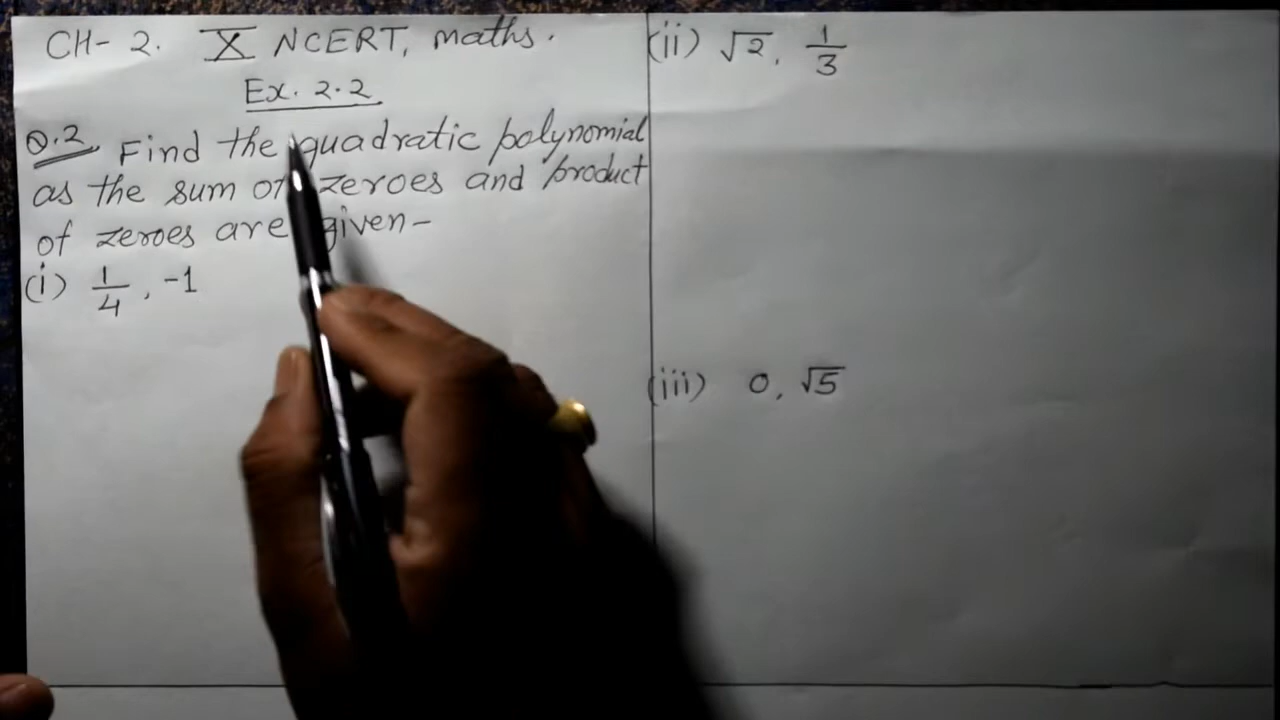 CH- 2. X NCERT, maths.
Ex. 2.2
Q.2 Find the quadratic polynomial
as the sum of zeroes and product
of zeroes are given-
(i) 1/4, -1
(ii) √2, 1/3
(iii) 0, √5